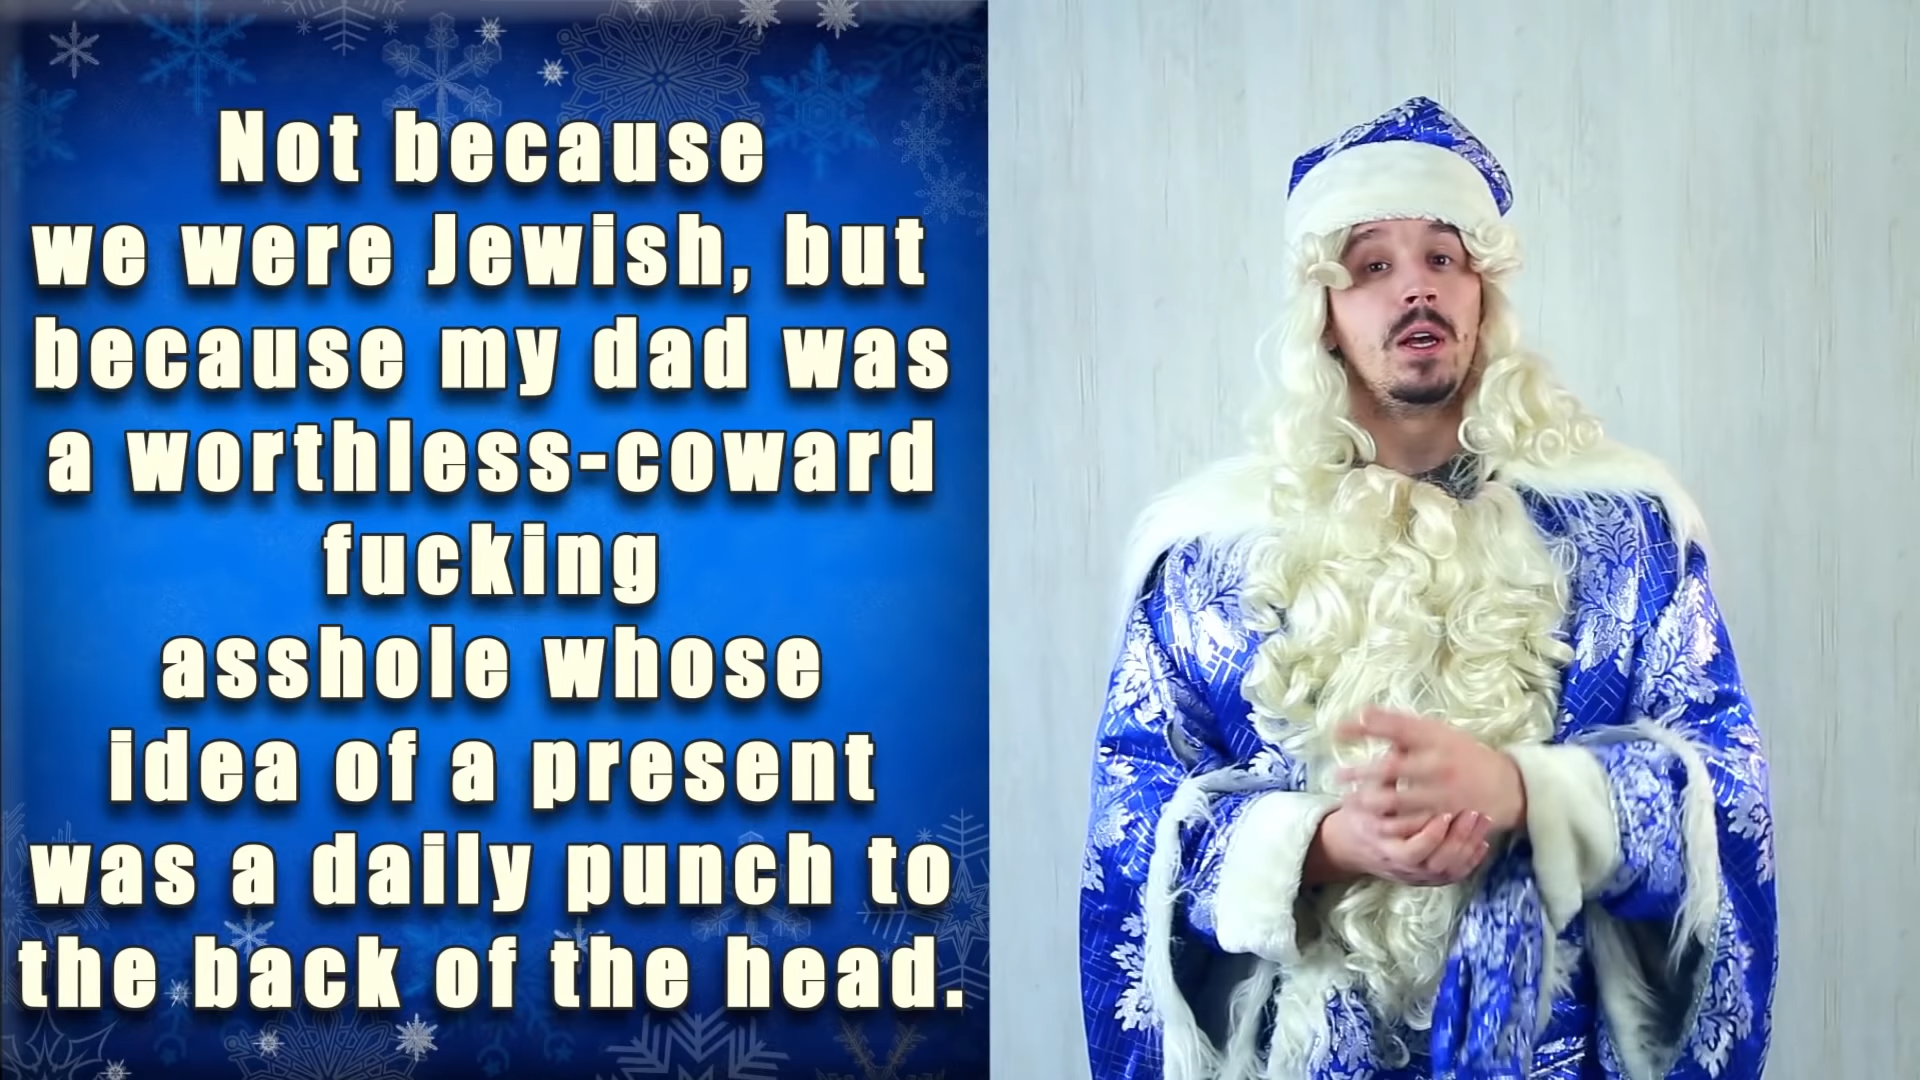 Not because
we were Jewish, but
because my dad was
a worthless-coward
fucking
asshole whose
idea of a present
was a daily punch to
the back of the head.